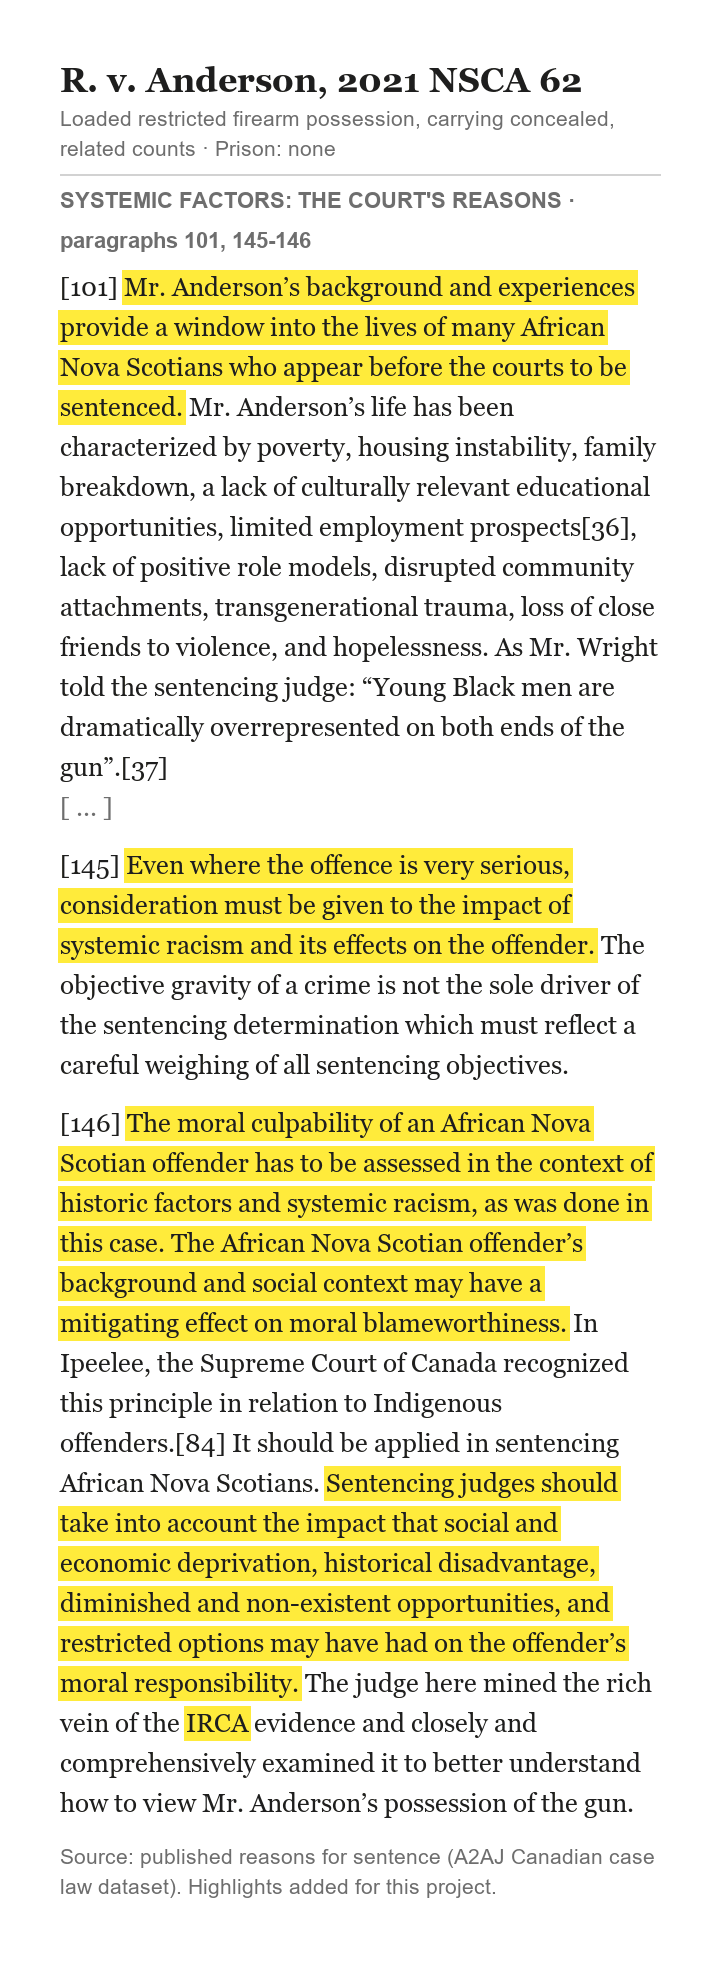 R. v. Anderson, 2021 NSCA 62
Loaded restricted firearm possession, carrying concealed,
related counts · Prison: none
SYSTEMIC FACTORS: THE COURT'S REASONS ·
paragraphs 101, 145-146
[101] Mr. Anderson’s background and experiences
provide a window into the lives of many African
Nova Scotians who appear before the courts to be
sentenced. Mr. Anderson’s life has been
characterized by poverty, housing instability, family
breakdown, a lack of culturally relevant educational
opportunities, limited employment prospects[36],
lack of positive role models, disrupted community
attachments, transgenerational trauma, loss of close
friends to violence, and hopelessness. As Mr. Wright
told the sentencing judge: “Young Black men are
dramatically overrepresented on both ends of the
gun”.[37]
[ ... ]
[145] Even where the offence is very serious,
consideration must be given to the impact of
systemic racism and its effects on the offender. The
objective gravity of a crime is not the sole driver of
the sentencing determination which must reflect a
careful weighing of all sentencing objectives.
[146] The moral culpability of an African Nova
Scotian offender has to be assessed in the context of
historic factors and systemic racism, as was done in
this case. The African Nova Scotian offender’s
background and social context may have a
mitigating effect on moral blameworthiness. In
Ipeelee, the Supreme Court of Canada recognized
this principle in relation to Indigenous
offenders.[84] It should be applied in sentencing
African Nova Scotians. Sentencing judges should
take into account the impact that social and
economic deprivation, historical disadvantage,
diminished and non-existent opportunities, and
restricted options may have had on the offender’s
moral responsibility. The judge here mined the rich
vein of the IRCA evidence and closely and
comprehensively examined it to better understand
how to view Mr. Anderson’s possession of the gun.
Source: published reasons for sentence (A2AJ Canadian case
law dataset). Highlights added for this project.